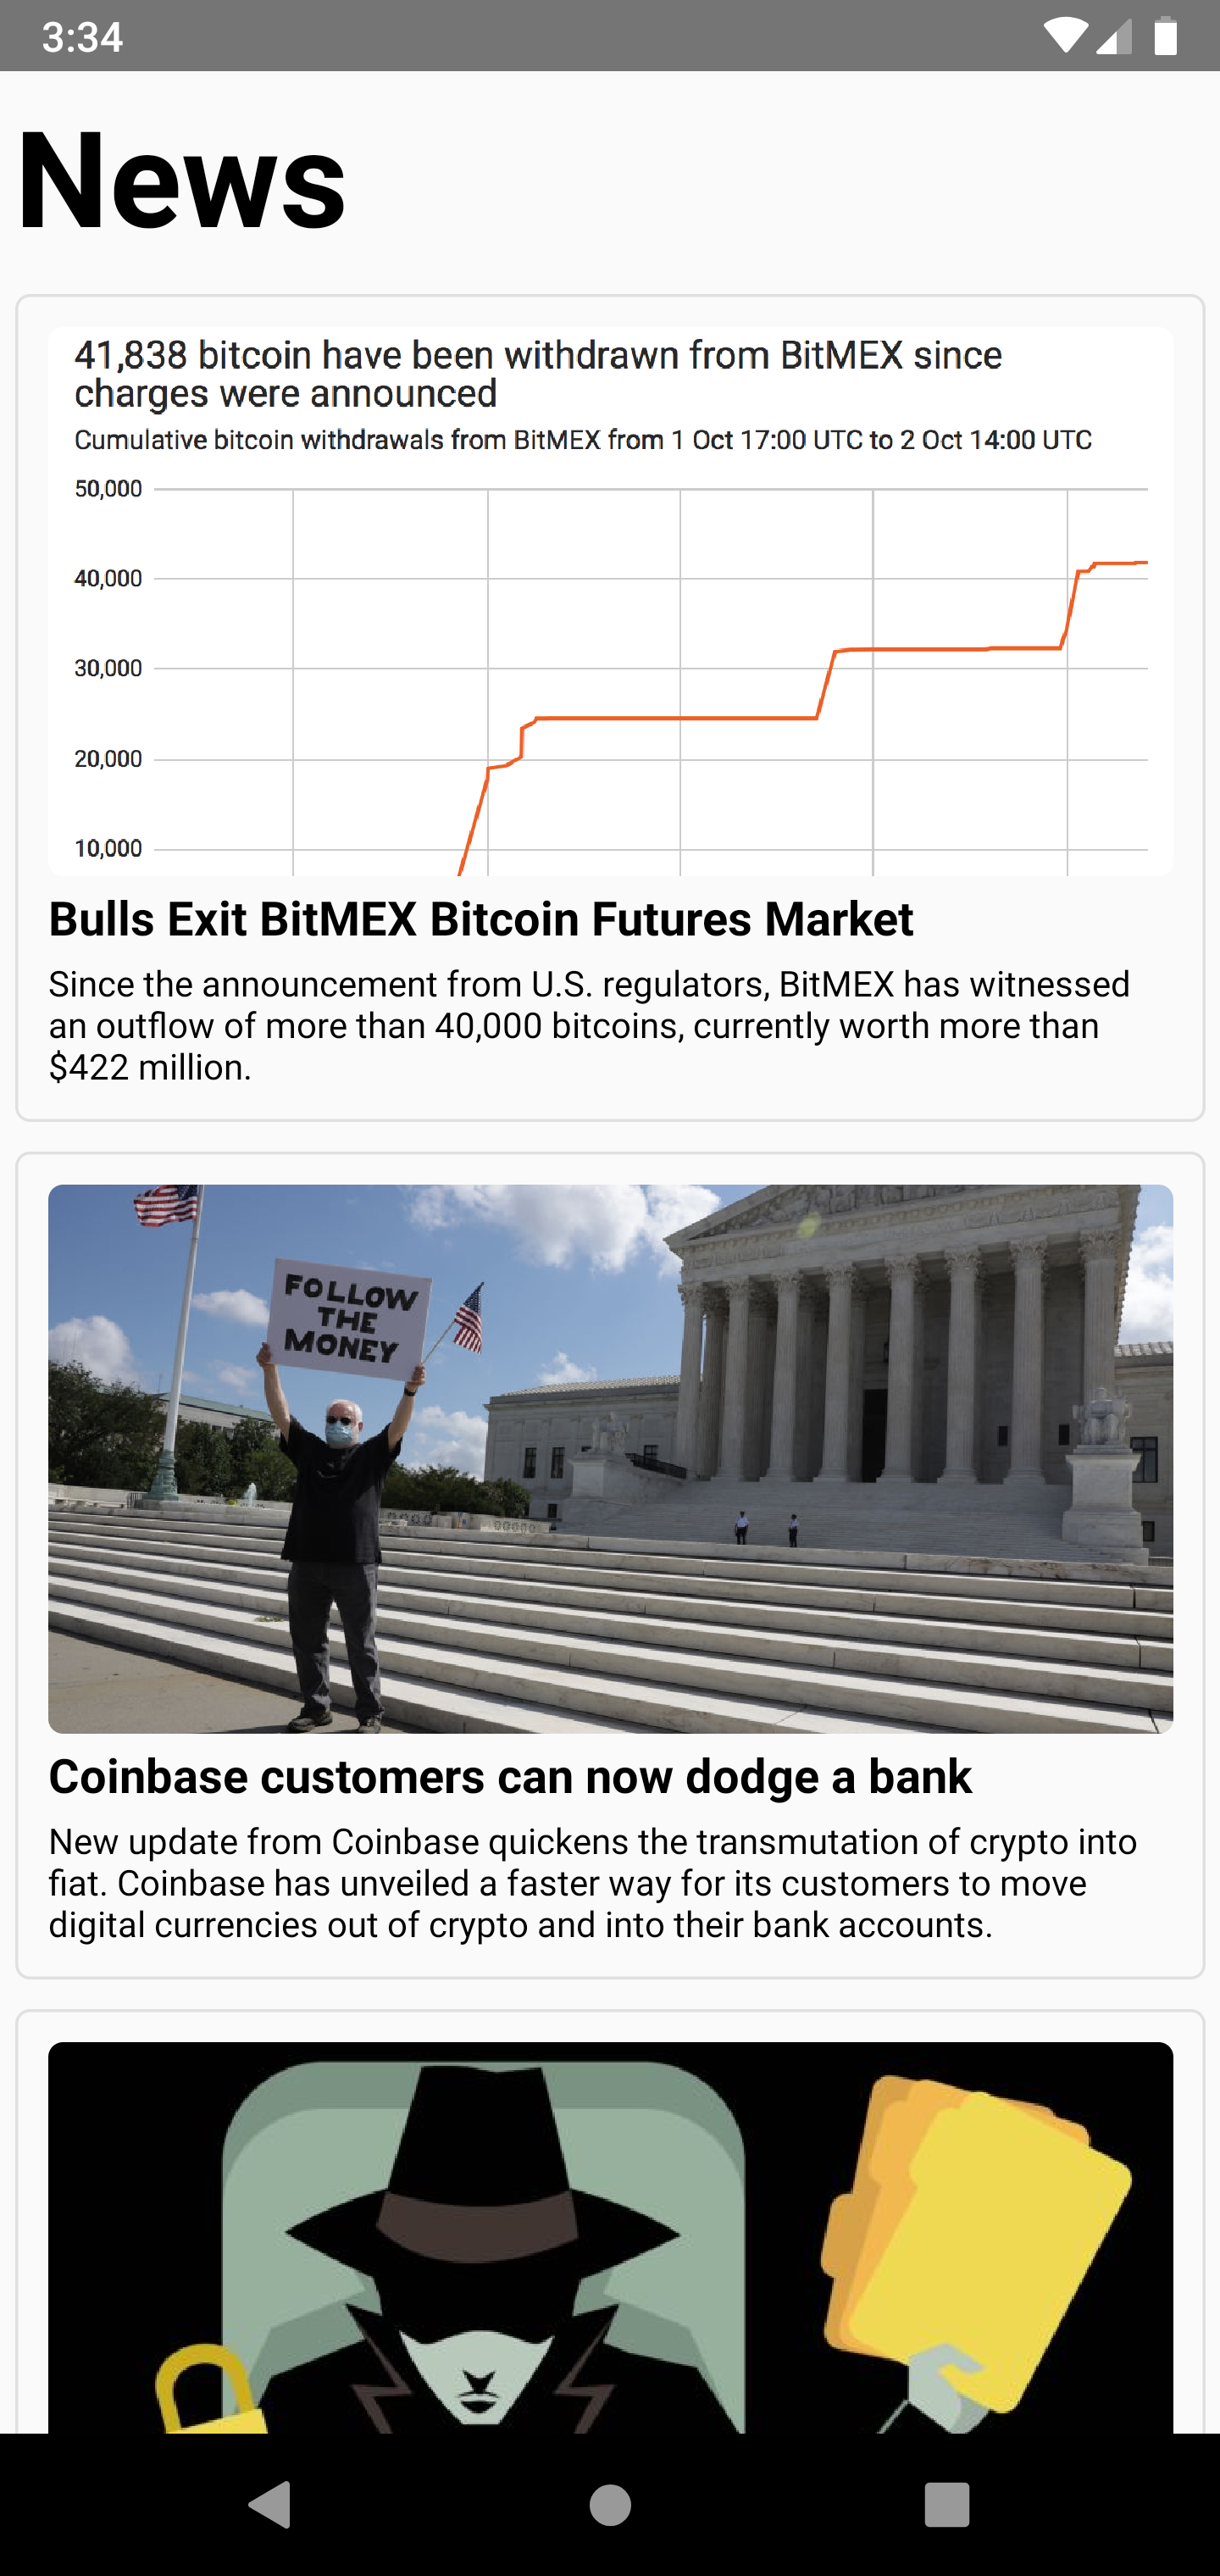 3:34
News
41,838 bitcoin have been withdrawn from BitMEX since
charges were announced
Cumulative bitcoin withdrawals from BitMEX from 1 Oct 17:00 UTC to 2 Oct 14:00 UTC
50,000
40,000
30,000
20,000
10,000
Bulls Exit BitMEX Bitcoin Futures Market
Since the announcement from U.S. regulators, BitMEX has witnessed
an outflow of more than 40,000 bitcoins, currently worth more than
$422 million.
FOLLOW
THE
MONEY
Coinbase customers can now dodge a bank
New update from Coinbase quickens the transmutation of crypto into
fiat. Coinbase has unveiled a faster way for its customers to move
digital currencies out of crypto and into their bank accounts.